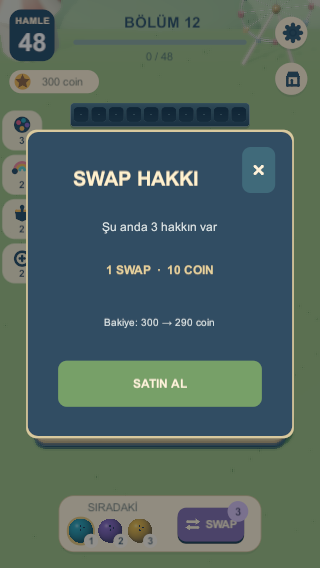 HAMLE
48
BÖLÜM 12
0 / 48
300 coin
3
2
2
2
SWAP HAKKI
×
Şu anda 3 hakkın var
1 SWAP · 10 COIN
Bakiye: 300 → 290 coin
SATIN AL
SIRADAKİ
1
2
3
SWAP
3